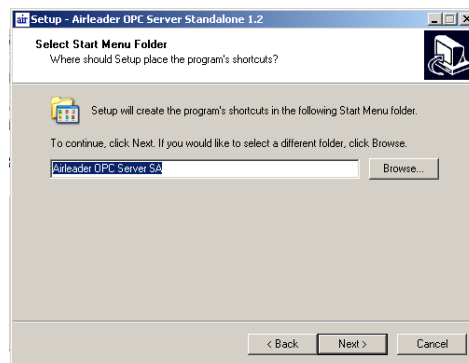 air Setup - Airleader OPC Server Standalone 1.2
Select Start Menu Folder
Where should Setup place the program's shortcuts?
Setup will create the program's shortcuts in the following Start Menu folder.
To continue, click Next. If you would like to select a different folder, click Browse.
Airleader OPC Server SA
Browse...
< Back
Next >
Cancel